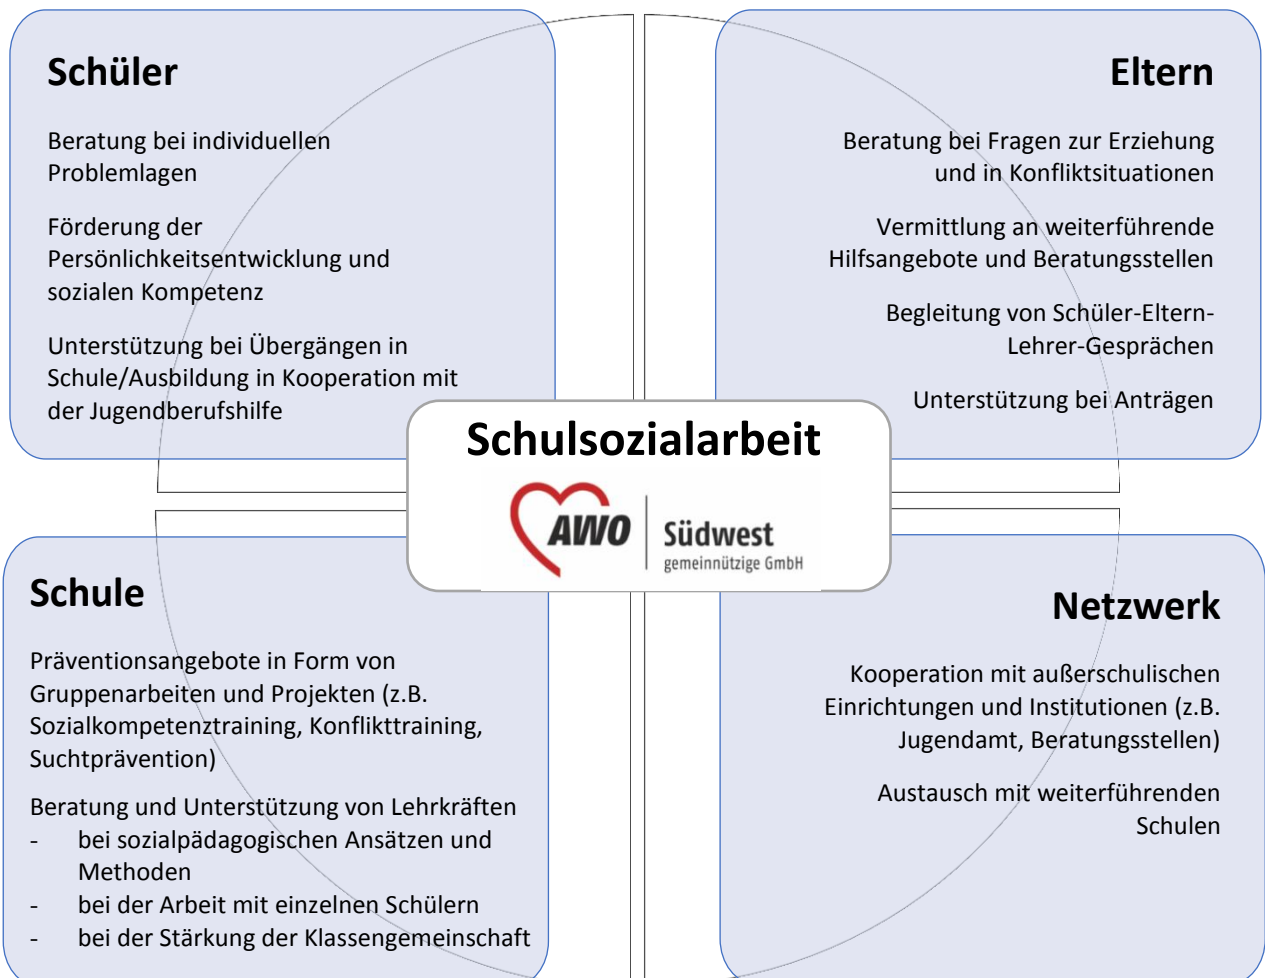 Schüler
Beratung bei individuellen
Problemlagen
Förderung der
Persönlichkeitsentwicklung und
sozialen Kompetenz
Unterstützung bei Übergängen in
Schule/Ausbildung in Kooperation mit
der Jugendberufshilfe
Eltern
Beratung bei Fragen zur Erziehung
und in Konfliktsituationen
Vermittlung an weiterführende
Hilfsangebote und Beratungsstellen
Begleitung von Schüler-Eltern-
Lehrer-Gesprächen
Unterstützung bei Anträgen
Schulsozialarbeit
AWO
Südwest
gemeinnützige GmbH
Schule
Präventionsangebote in Form von
Gruppenarbeiten und Projekten (z.B.
Sozialkompetenztraining, Konflikttraining,
Suchtprävention)
Beratung und Unterstützung von Lehrkräften
- bei sozialpädagogischen Ansätzen und
Methoden
- bei der Arbeit mit einzelnen Schülern
- bei der Stärkung der Klassengemeinschaft
Netzwerk
Kooperation mit außerschulischen
Einrichtungen und Institutionen (z.B.
Jugendamt, Beratungsstellen)
Austausch mit weiterführenden
Schulen